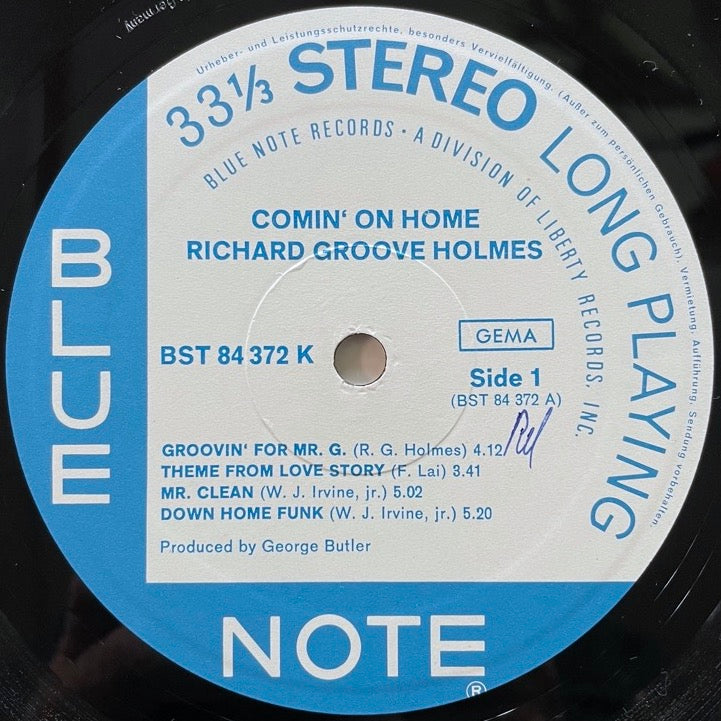 Germany
Urheber- und Leistungsschutzrechte, besonders Vervielfältigung, (Außer zum persönlichen Gebrauch), Vermietung, Aufführung, Sendung vorbehalten.
33⅓ STEREO LONG PLAYING
BLUE NOTE RECORDS · A DIVISION OF LIBERTY RECORDS, INC.
COMIN' ON HOME
RICHARD GROOVE HOLMES
BST 84 372 K
GEMA
Side 1
(BST 84 372 A)
GROOVIN' FOR MR. G. (R. G. Holmes) 4.12
THEME FROM LOVE STORY (F. Lai) 3.41
MR. CLEAN (W. J. Irvine, jr.) 5.02
DOWN HOME FUNK (W. J. Irvine, jr.) 5.20
Produced by George Butler
BLUE
NOTE
®